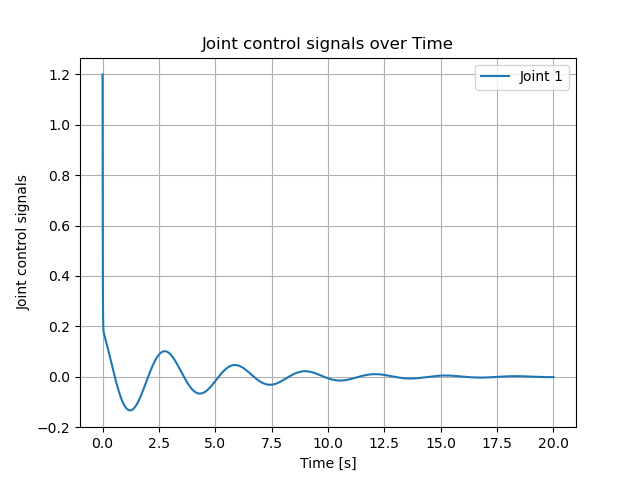 Joint control signals over Time
Joint 1
Joint control signals
1.2
1.0
0.8
0.6
0.4
0.2
0.0
−0.2
0.0 2.5 5.0 7.5 10.0 12.5 15.0 17.5 20.0
Time [s]